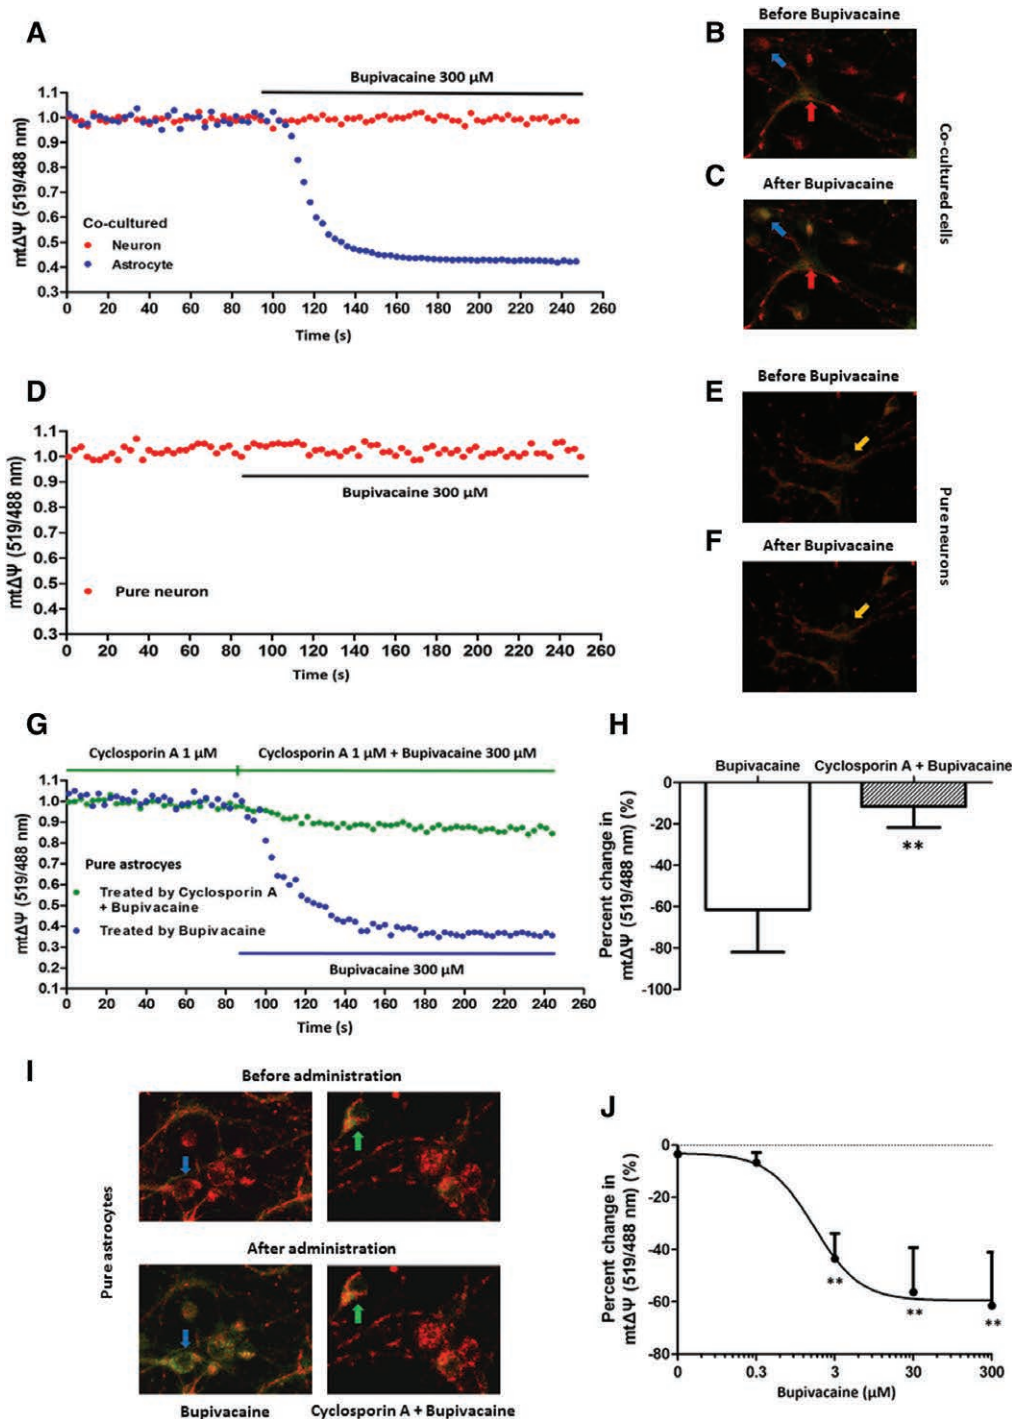 A
Bupivacaine 300 μM
mtΔΨ (519/488 nm)
1.1
1.0
0.9
0.8
0.7
0.6
0.5
0.4
0.3
Co-cultured
Neuron
Astrocyte
0 20 40 60 80 100 120 140 160 180 200 220 240 260
Time (s)
B
Before Bupivacaine
C
After Bupivacaine
Co-cultured cells
D
mtΔΨ (519/488 nm)
1.1
1.0
0.9
0.8
0.7
0.6
0.5
0.4
0.3
Bupivacaine 300 μM
Pure neuron
0 20 40 60 80 100 120 140 160 180 200 220 240 260
Time (s)
E
Before Bupivacaine
F
After Bupivacaine
Pure neurons
G
Cyclosporin A 1 μM
Cyclosporin A 1 μM + Bupivacaine 300 μM
mtΔΨ (519/488 nm)
1.1
1.0
0.9
0.8
0.7
0.6
0.5
0.4
0.3
0.2
0.1
Pure astrocyes
Treated by Cyclosporin A
+ Bupivacaine
Treated by Bupivacaine
Bupivacaine 300 μM
0 20 40 60 80 100 120 140 160 180 200 220 240 260
Time (s)
H
Bupivacaine
Cyclosporin A + Bupivacaine
Percent change in
mtΔΨ (519/488 nm) (%)
0
-20
-40
-60
-80
-100
**
I
Before administration
After administration
Pure astrocytes
Bupivacaine
Cyclosporin A + Bupivacaine
J
Percent change in
mtΔΨ (519/488 nm) (%)
0
-20
-40
-60
-80
**
**
**
0 0.3 3 30 300
Bupivacaine (μM)